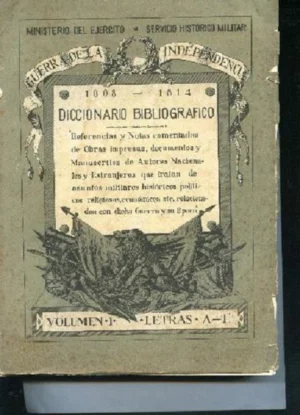 MINISTERIO DEL EJERCITO • SERVICIO HISTORICO MILITAR
GUERRA DE LA INDEPENDENCIA
1808 — 1814
DICCIONARIO BIBLIOGRAFICO
Referencias y Notas comentadas
de Obras impresas, documentos y
Manuscritos de Autores Naciona-
les y Extranjeros que tratan de
asuntos militares históricos, políti-
cos religiosos, económicos etc. relaciona-
dos con dicha Guerra y su Época
VOLUMEN • I • LETRAS • A-